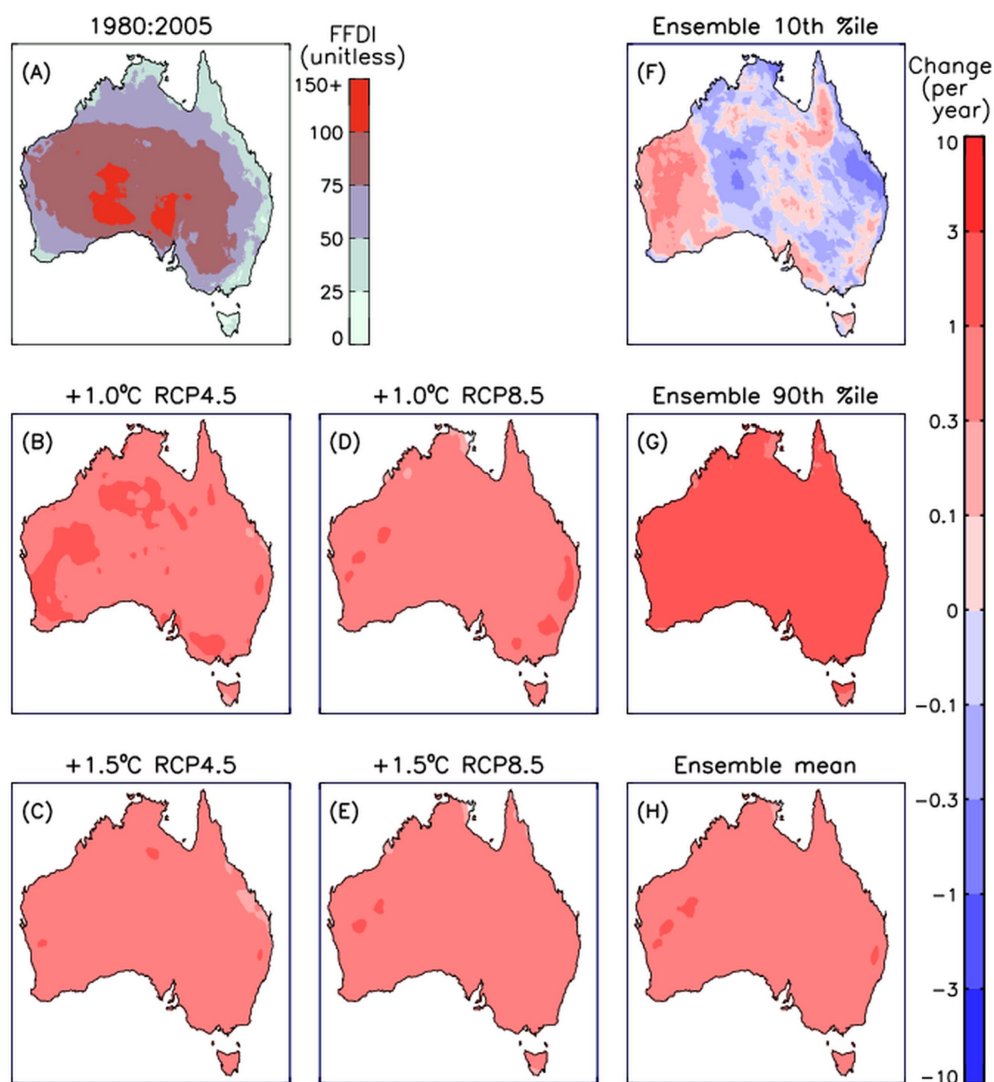 1980:2005
FFDI
(unitless)
150+
100
75
50
25
0
(A)
Ensemble 10th %ile
(F)
Change
(per
year)
10
3
1
0.3
0.1
0
−0.1
−0.3
−1
−3
−10
+1.0°C RCP4.5
(B)
+1.0°C RCP8.5
(D)
Ensemble 90th %ile
(G)
+1.5°C RCP4.5
(C)
+1.5°C RCP8.5
(E)
Ensemble mean
(H)